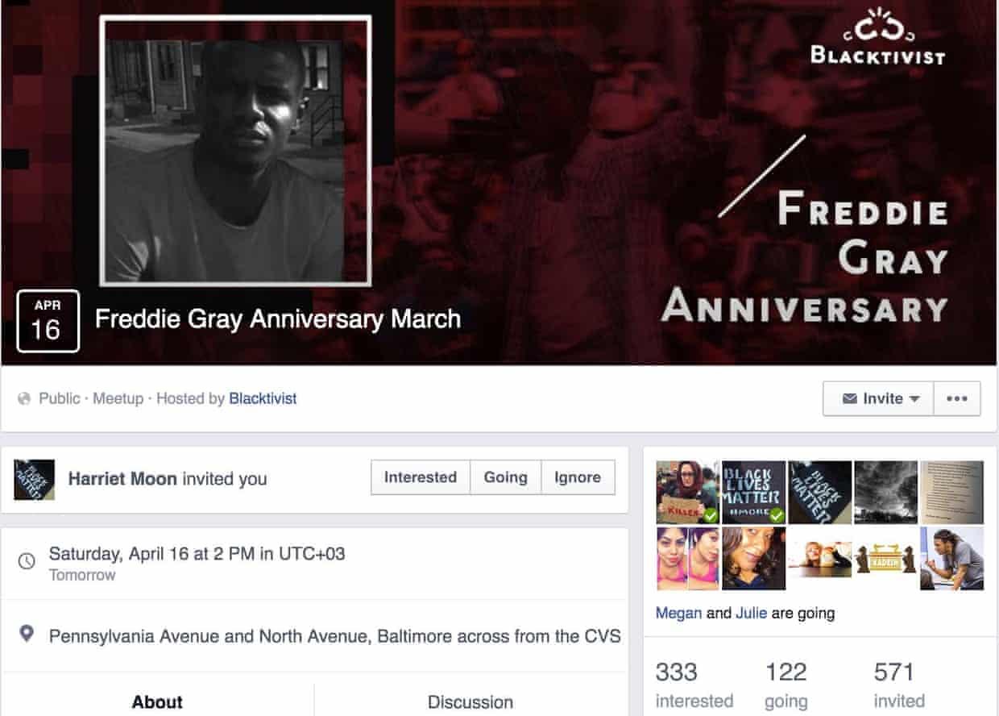 BLACKTIVIST
FREDDIE
GRAY
ANNIVERSARY
APR
16
Freddie Gray Anniversary March
Public · Meetup · Hosted by Blacktivist
Invite
Harriet Moon invited you
Interested
Going
Ignore
Saturday, April 16 at 2 PM in UTC+03
Tomorrow
Pennsylvania Avenue and North Avenue, Baltimore across from the CVS
About
Discussion
KILLER
BLACK
LIVES
MATTER
#MORE
BLACK
LIVES
MATTER
Megan and Julie are going
333
interested
122
going
571
invited